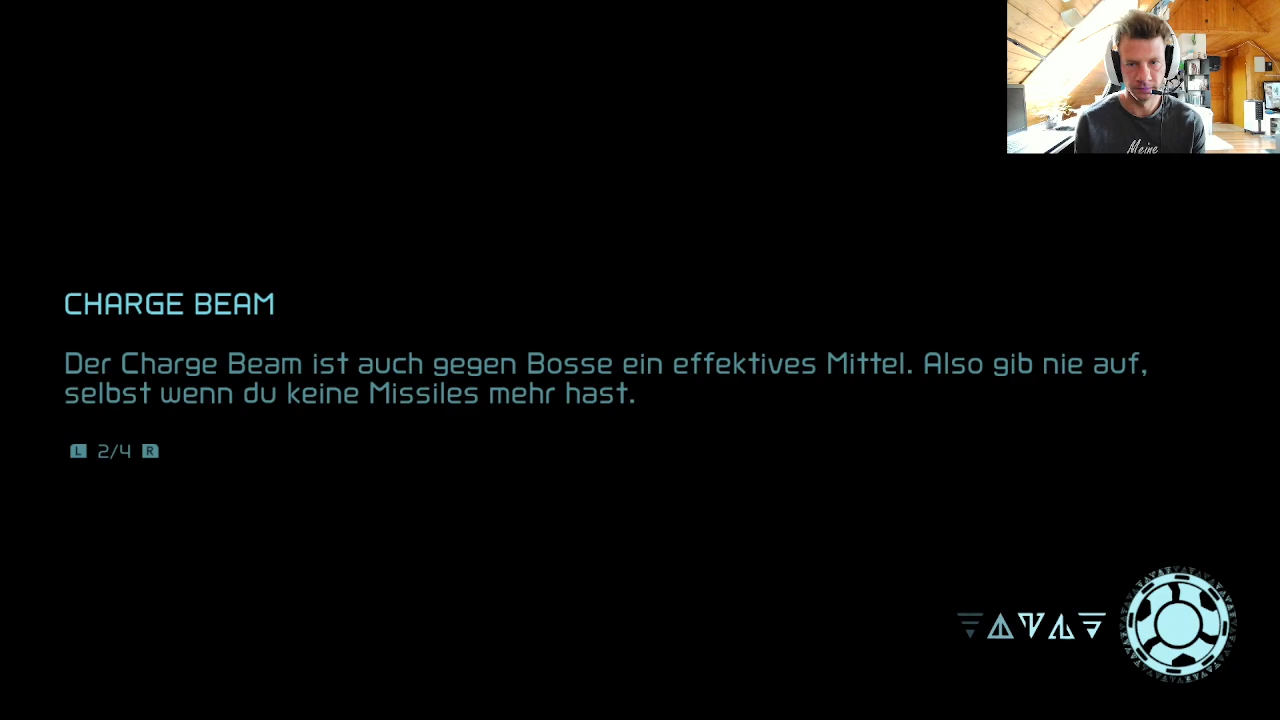 Meine
CHARGE BEAM
Der Charge Beam ist auch gegen Bosse ein effektives Mittel. Also gib nie auf,
selbst wenn du keine Missiles mehr hast.
L 2/4 R